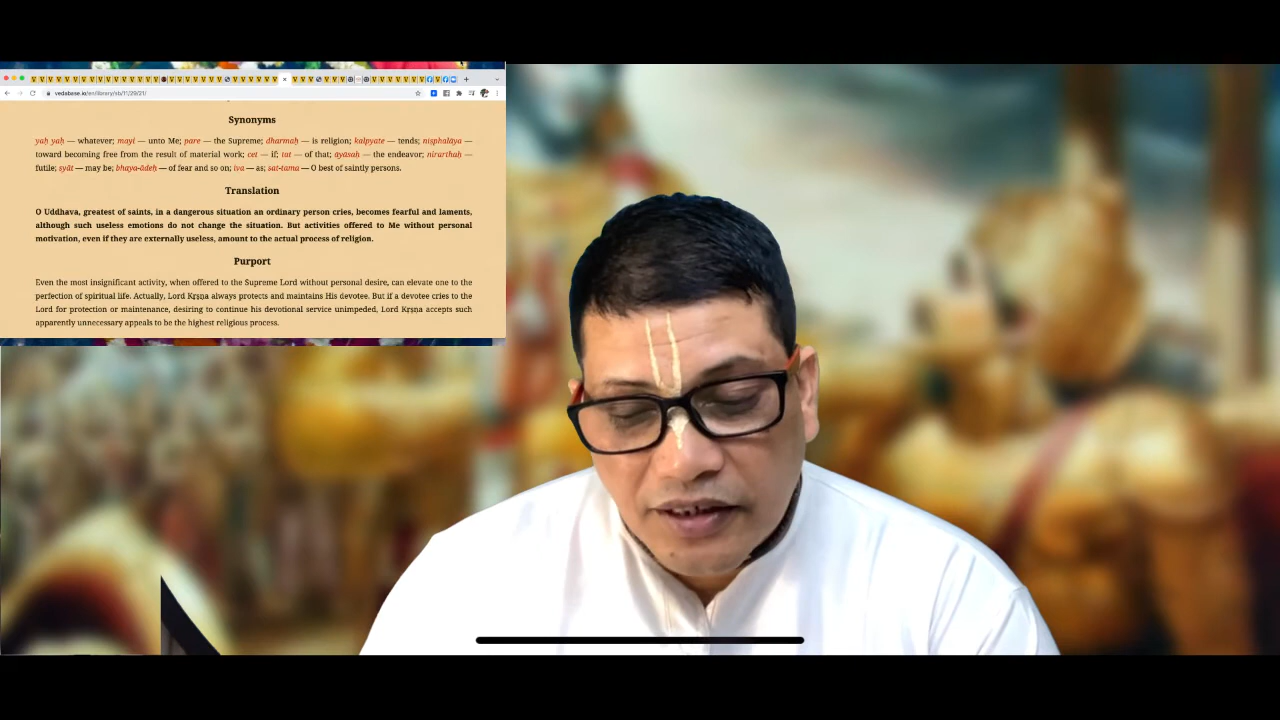 vedabase.io/en/library/sb/11/29/21/
Synonyms
yaḥ yaḥ — whatever; mayi — unto Me; pare — the Supreme; dharmaḥ — is religion; kalpyate — tends; niṣphalāya —
toward becoming free from the result of material work; cet — if; tat — of that; āyāsaḥ — the endeavor; nirarthaḥ —
futile; syāt — may be; bhaya-ādeḥ — of fear and so on; iva — as; sat-tama — O best of saintly persons.
Translation
O Uddhava, greatest of saints, in a dangerous situation an ordinary person cries, becomes fearful and laments,
although such useless emotions do not change the situation. But activities offered to Me without personal
motivation, even if they are externally useless, amount to the actual process of religion.
Purport
Even the most insignificant activity, when offered to the Supreme Lord without personal desire, can elevate one to the
perfection of spiritual life. Actually, Lord Kṛṣṇa always protects and maintains His devotee. But if a devotee cries to the
Lord for protection or maintenance, desiring to continue his devotional service unimpeded, Lord Kṛṣṇa accepts such
apparently unnecessary appeals to be the highest religious process.